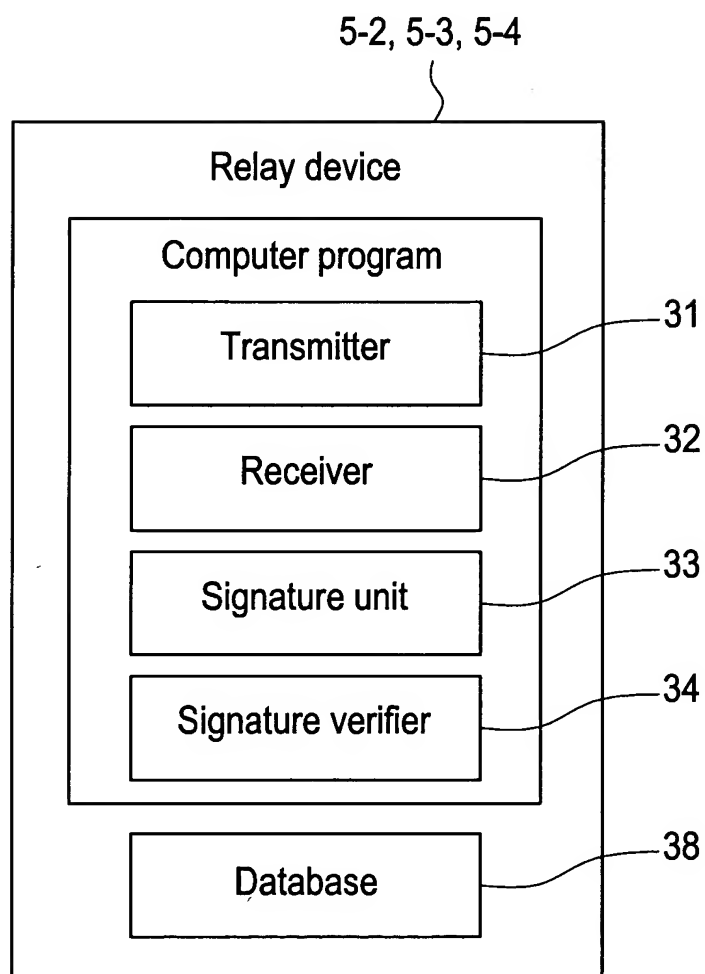 5-2, 5-3, 5-4
Relay device
Computer program
Transmitter
31
Receiver
32
Signature unit
33
Signature verifier
34
Database
38